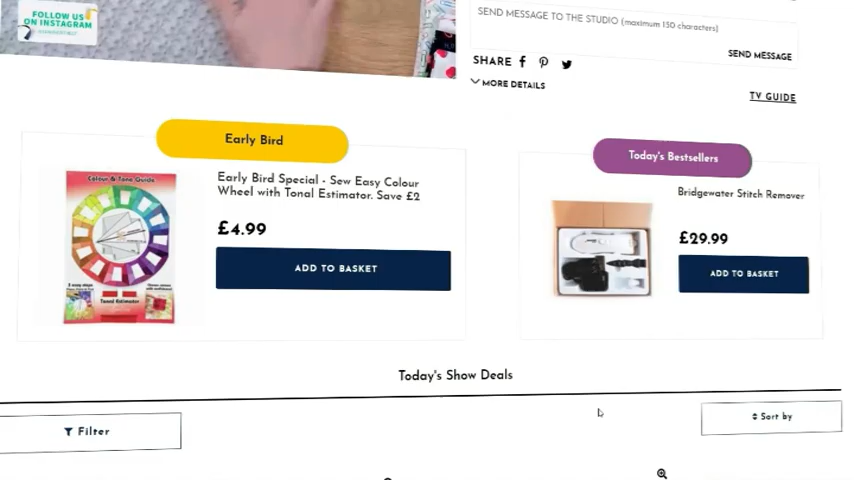 FOLLOW US
ON INSTAGRAM
SEND MESSAGE TO THE STUDIO (maximum 150 characters)
SEND MESSAGE
SHARE
MORE DETAILS
TV GUIDE
Early Bird
Early Bird Special - Sew Easy Colour
Wheel with Tonal Estimator. Save £2
£4.99
ADD TO BASKET
Colour & Tone Guide
Tonal Estimator
Today's Bestsellers
Bridgewater Stitch Remover
£29.99
ADD TO BASKET
Today's Show Deals
Filter
Sort by